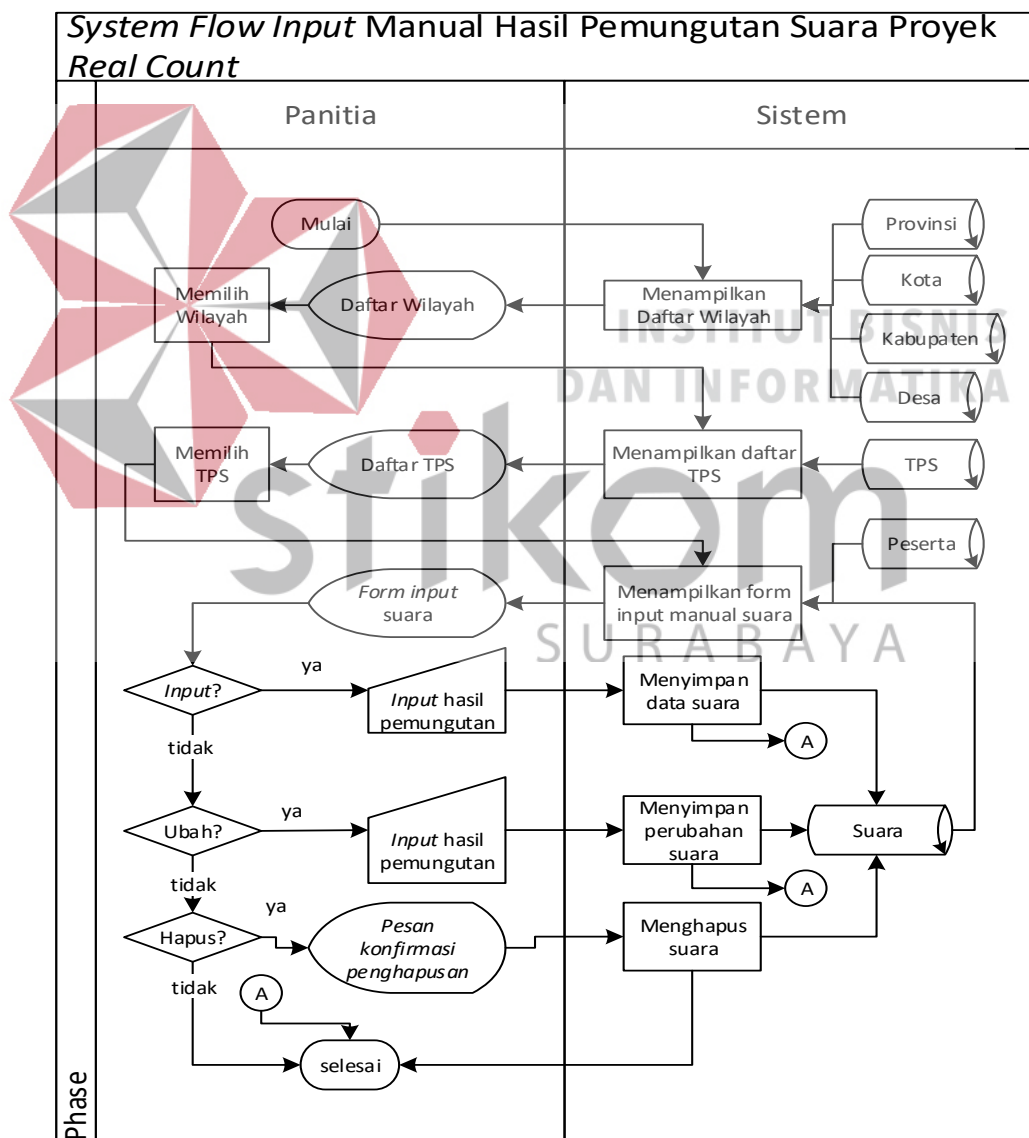 System Flow Input Manual Hasil Pemungutan Suara Proyek
Real Count
Panitia
Sistem
Mulai
Provinsi
Memilih
Wilayah
Daftar Wilayah
Menampilkan
Daftar Wilayah
Kota
INSTITUT BISNIS
Kabupaten
DAN INFORMATIKA
Desa
Memilih
TPS
Daftar TPS
Menampilkan daftar
TPS
TPS
stikom
Peserta
Form input
suara
Menampilkan form
input manual suara
SURABAYA
Input?
ya
Input hasil
pemungutan
Menyimpan
data suara
A
tidak
Ubah?
ya
Input hasil
pemungutan
Menyimpan
perubahan
suara
Suara
A
tidak
Hapus?
ya
Pesan
konfirmasi
penghapusan
Menghapus
suara
tidak
A
selesai
Phase